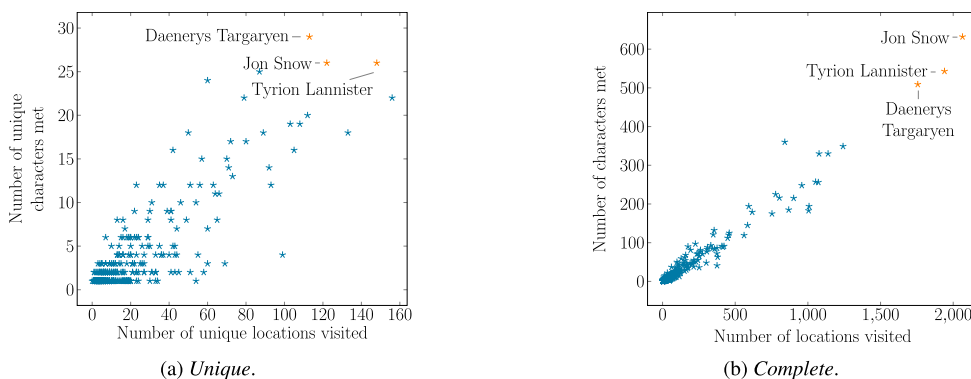 30
25
20
15
10
5
0
Number of unique
characters met
Daenerys Targaryen
Jon Snow
Tyrion Lannister
0 20 40 60 80 100 120 140 160
Number of unique locations visited
(a) Unique.
600
500
400
300
200
100
0
Number of characters met
Jon Snow
Tyrion Lannister
Daenerys
Targaryen
0 500 1,000 1,500 2,000
Number of locations visited
(b) Complete.